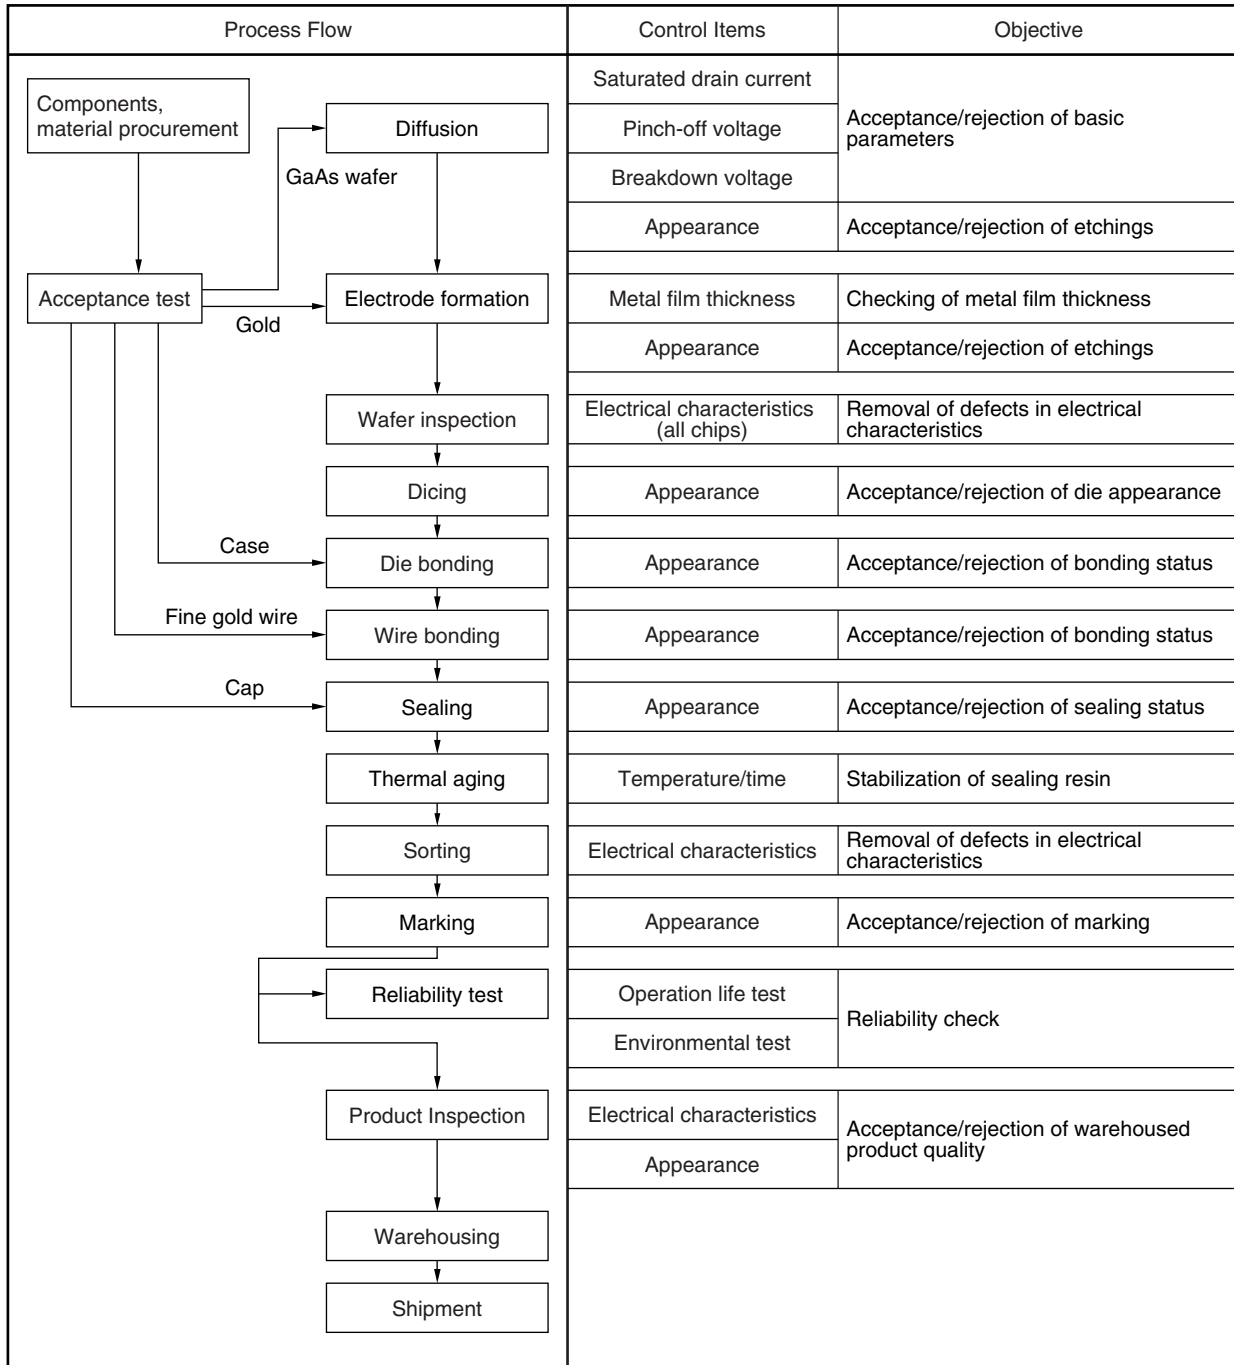 Process Flow
Control Items
Objective
Components,
material procurement
Diffusion
GaAs wafer
Saturated drain current
Pinch-off voltage
Breakdown voltage
Acceptance/rejection of basic
parameters
Appearance
Acceptance/rejection of etchings
Acceptance test
Gold
Electrode formation
Metal film thickness
Checking of metal film thickness
Appearance
Acceptance/rejection of etchings
Wafer inspection
Electrical characteristics
(all chips)
Removal of defects in electrical
characteristics
Dicing
Appearance
Acceptance/rejection of die appearance
Case
Die bonding
Appearance
Acceptance/rejection of bonding status
Fine gold wire
Wire bonding
Appearance
Acceptance/rejection of bonding status
Cap
Sealing
Appearance
Acceptance/rejection of sealing status
Thermal aging
Temperature/time
Stabilization of sealing resin
Sorting
Electrical characteristics
Removal of defects in electrical
characteristics
Marking
Appearance
Acceptance/rejection of marking
Reliability test
Operation life test
Environmental test
Reliability check
Product Inspection
Electrical characteristics
Appearance
Acceptance/rejection of warehoused
product quality
Warehousing
Shipment